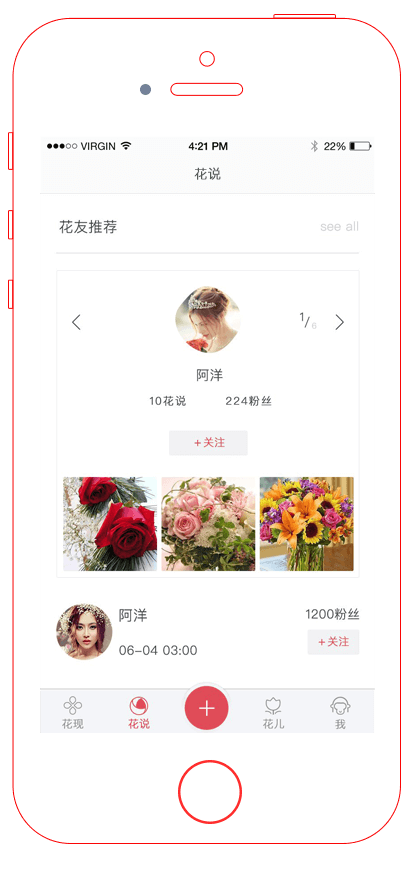 VIRGIN 4:21 PM 22%
花说
花友推荐 see all
1/6
阿洋
10花说 224粉丝
+关注
阿洋 1200粉丝
+关注
06-04 03:00
花现 花说 花儿 我